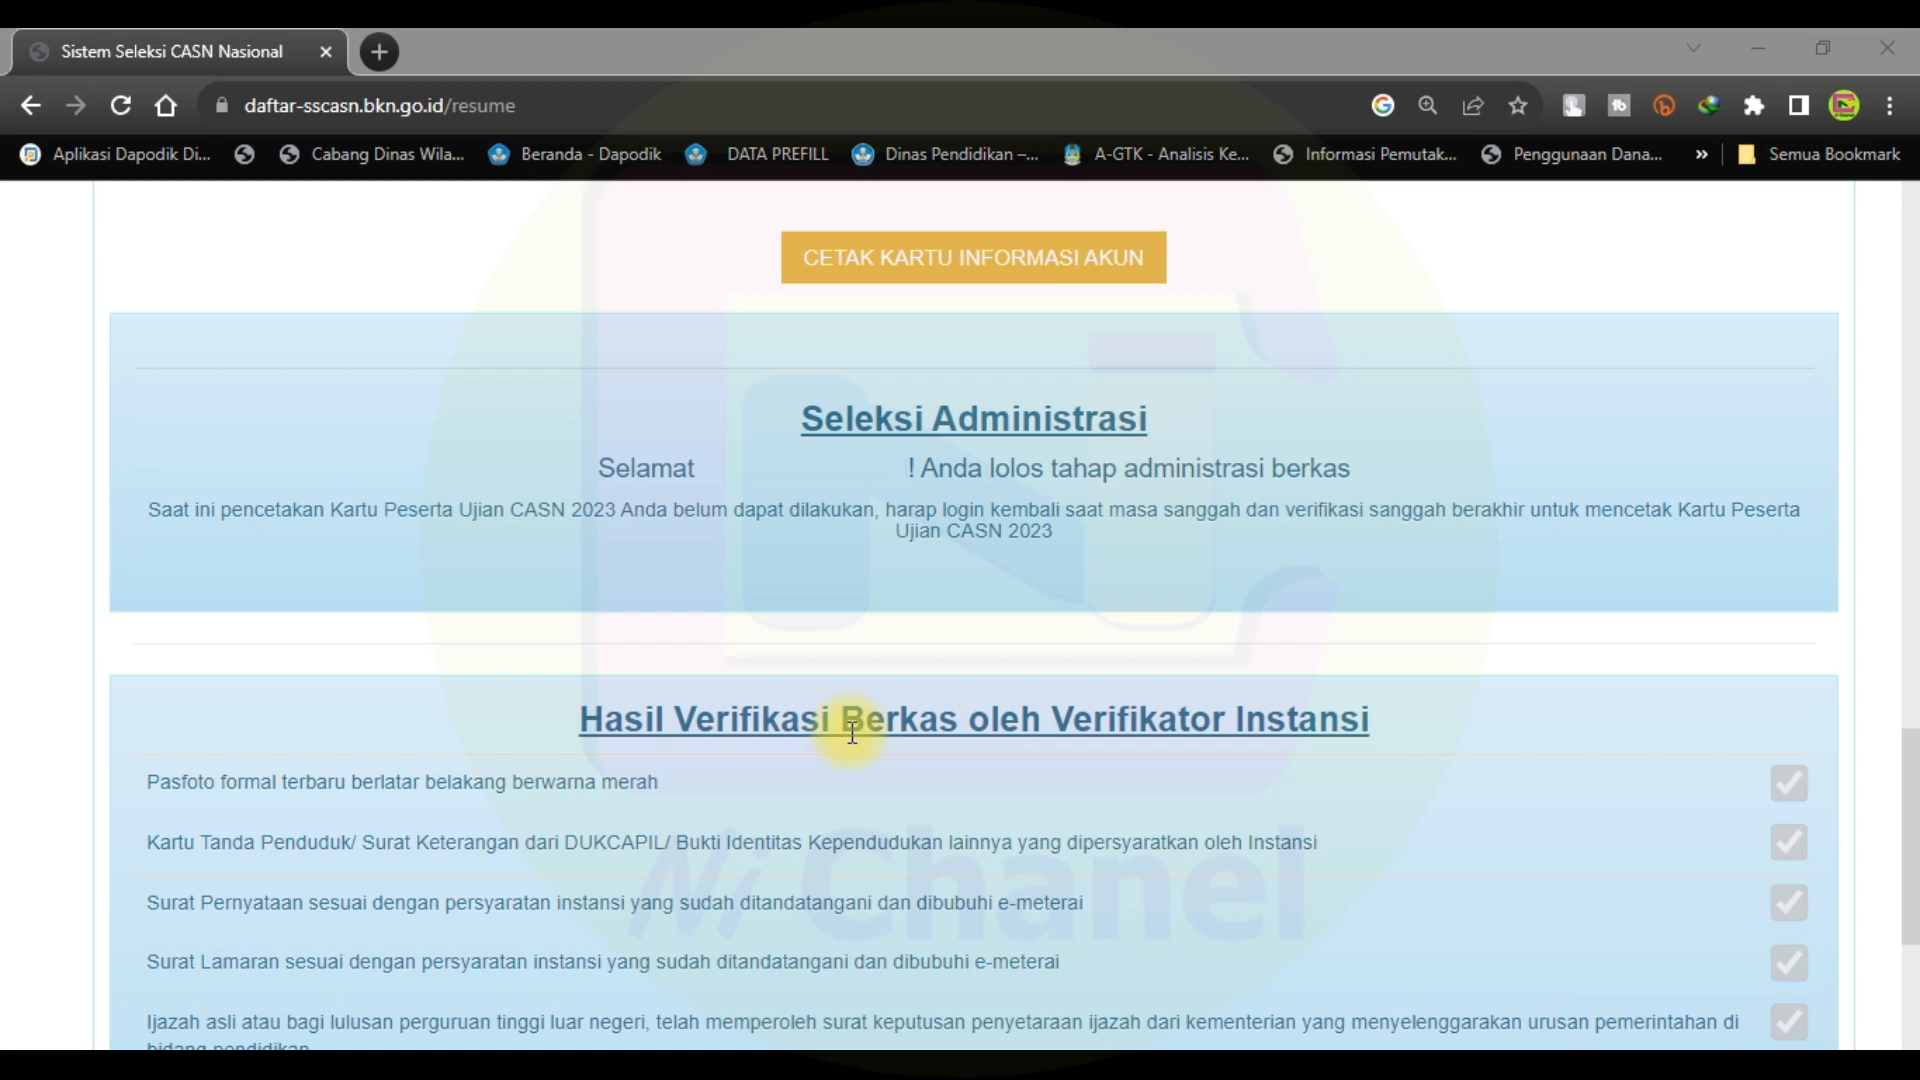 Sistem Seleksi CASN Nasional
daftar-sscasn.bkn.go.id/resume
Aplikasi Dapodik Di... Cabang Dinas Wila... Beranda - Dapodik DATA PREFILL Dinas Pendidikan –... A-GTK - Analisis Ke... Informasi Pemutak... Penggunaan Dana... » Semua Bookmark
CETAK KARTU INFORMASI AKUN
Seleksi Administrasi
Selamat ! Anda lolos tahap administrasi berkas
Saat ini pencetakan Kartu Peserta Ujian CASN 2023 Anda belum dapat dilakukan, harap login kembali saat masa sanggah dan verifikasi sanggah berakhir untuk mencetak Kartu Peserta
Ujian CASN 2023
Hasil Verifikasi Berkas oleh Verifikator Instansi
Pasfoto formal terbaru berlatar belakang berwarna merah
Kartu Tanda Penduduk/ Surat Keterangan dari DUKCAPIL/ Bukti Identitas Kependudukan lainnya yang dipersyaratkan oleh Instansi
Surat Pernyataan sesuai dengan persyaratan instansi yang sudah ditandatangani dan dibubuhi e-meterai
Ni Chanel
Surat Lamaran sesuai dengan persyaratan instansi yang sudah ditandatangani dan dibubuhi e-meterai
Ijazah asli atau bagi lulusan perguruan tinggi luar negeri, telah memperoleh surat keputusan penyetaraan ijazah dari kementerian yang menyelenggarakan urusan pemerintahan di
bidang pendidikan